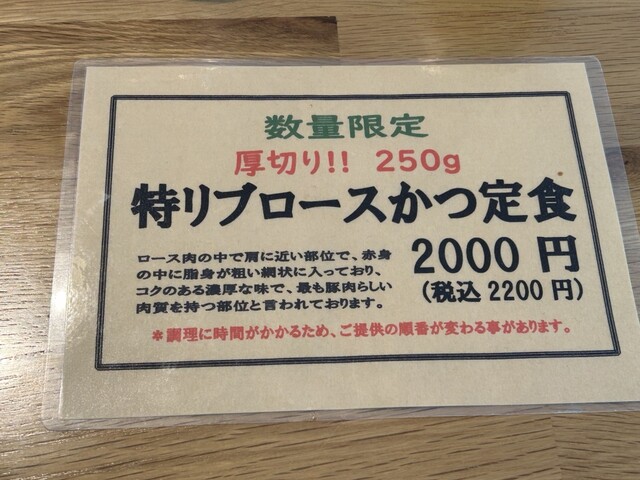 数量限定
厚切り!! 250g
特リブロースかつ定食
ロース肉の中で肩に近い部位で、赤身
の中に脂身が粗い網状に入っており、
コクのある濃厚な味で、最も豚肉らしい
肉質を持つ部位と言われております。
2000 円
(税込 2200 円)
＊調理に時間がかかるため、ご提供の順番が変わる事があります。